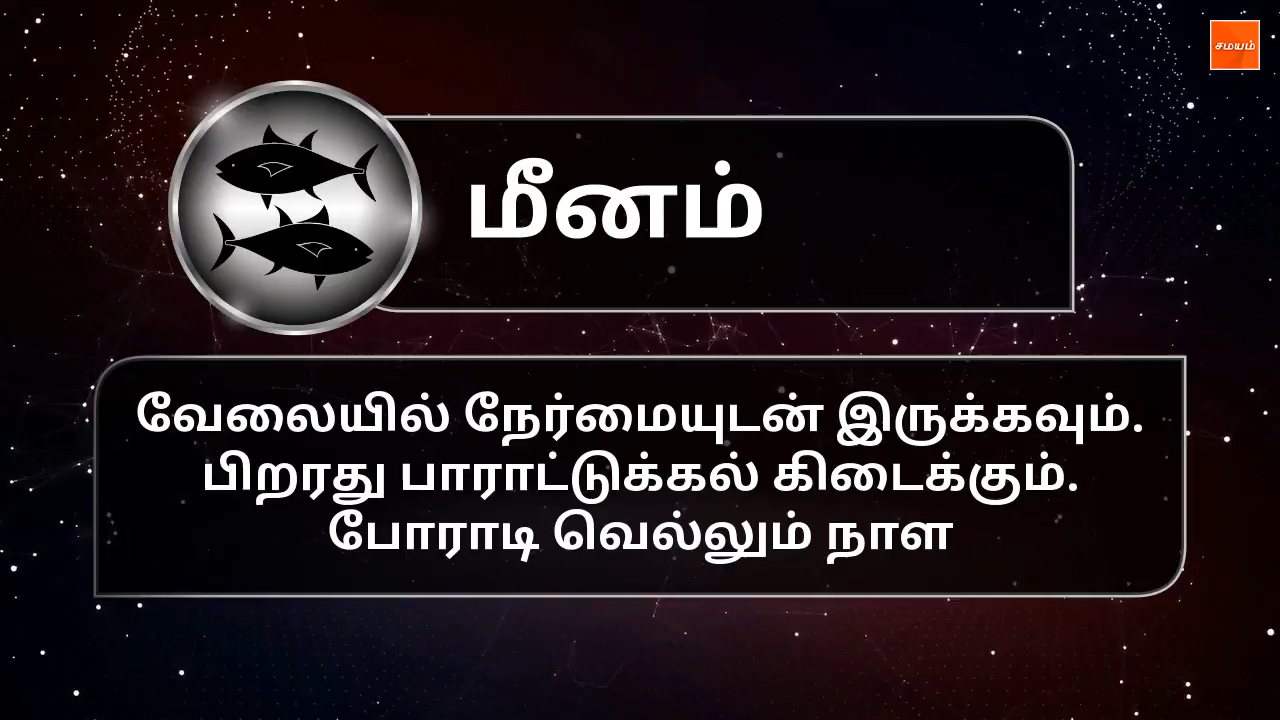 சமயம்
மீனம்
வேலையில் நேர்மையுடன் இருக்கவும்.
பிறரது பாராட்டுக்கல் கிடைக்கும்.
போராடி வெல்லும் நாள